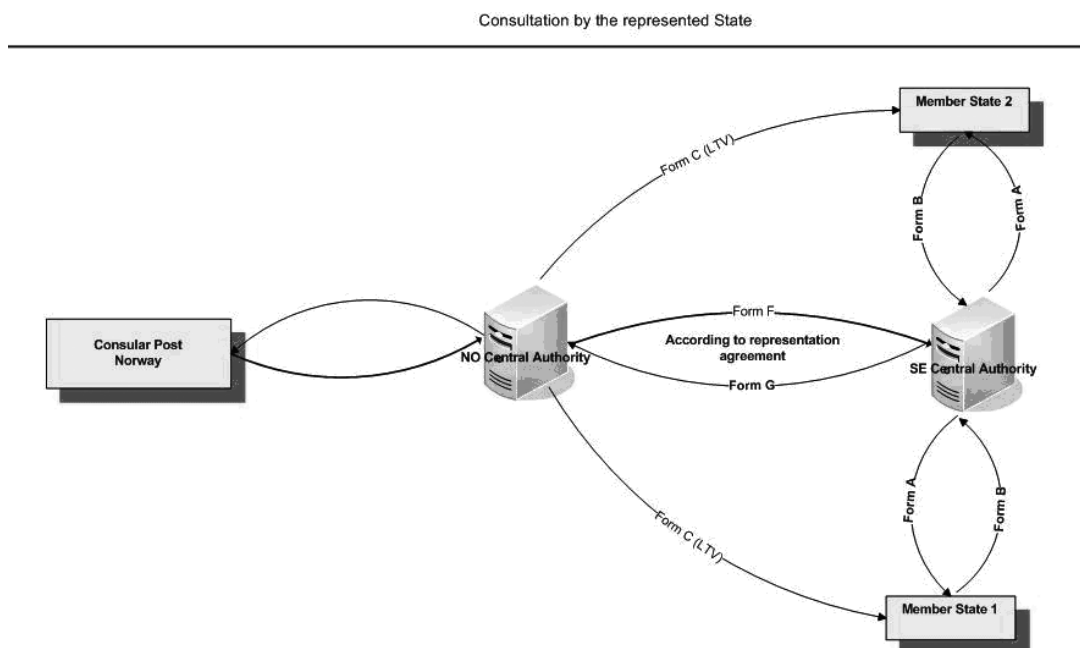 Consultation by the represented State
Member State 2
Form C (LTV)
Form B
Form A
Consular Post
Norway
NO Central Authority
Form F
According to representation
agreement
Form G
SE Central Authority
Form A
Form B
Form C (LTV)
Member State 1